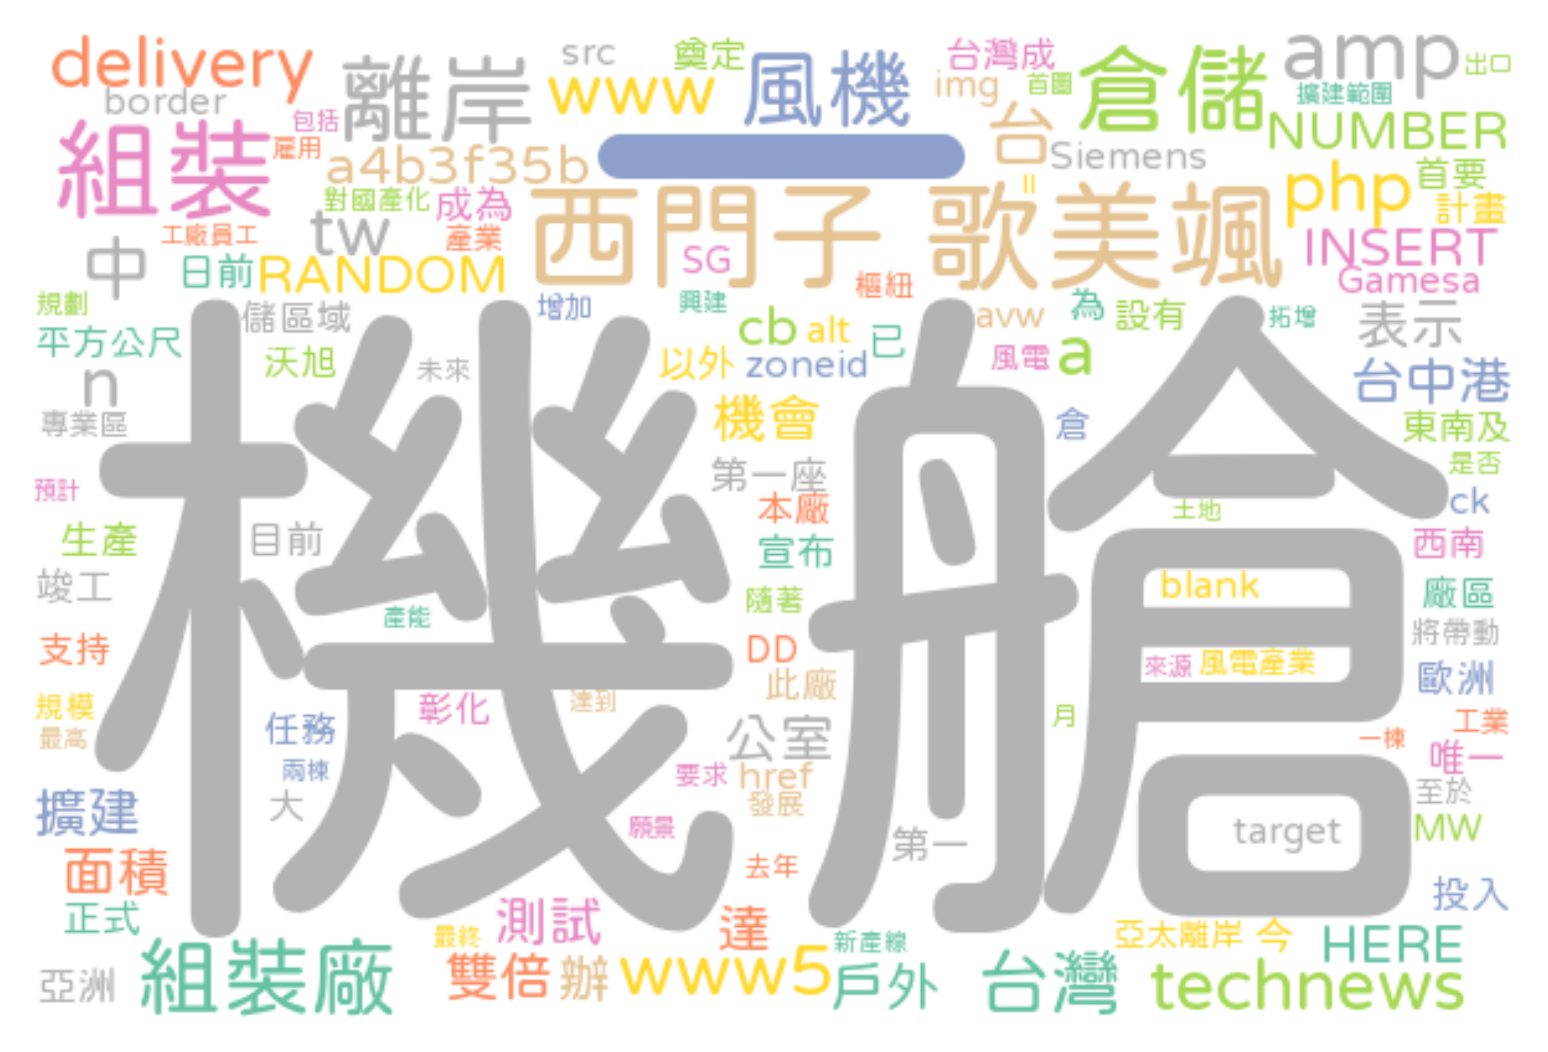 delivery
離岸
src
www
奠定
風機
台灣成
img
首圖
倉儲
amp
出口
border
包括
擴建範圍
組裝
雇用
a4b3f35b
一
台
Siemens
NUMBER
對國產化
成為
西門子
歌美颯
二
php
首要
計畫
中
工廠員工
tw
產業
SG
INSERT
日前
RANDOM
樞紐
Gamesa
規劃
儲區域
增加
興建
cb
alt
已
avw
為
設有
拓增
表示
平方公尺
沃旭
未來
以外
zoneid
風電
a
n
台中港
專業區
機會
倉
東南及
機艙
第一座
是否
預計
本廠
土地
ck
生產
目前
宣布
西南
竣工
產能
隨著
blank
廠區
支持
DD
將帶動
此廠
來源
風電產業
歐洲
規模
彰化
達到
月
工業
最高
任務
公室
一棟
唯一
兩棟
要求
href
至於
擴建
大
發展
願景
第一
target
MW
面積
去年
投入
正式
測試
達
最終
新產線
亞太離岸
今
HERE
亞洲
組裝廠
雙倍
辦
www5
戶外
台灣
technews